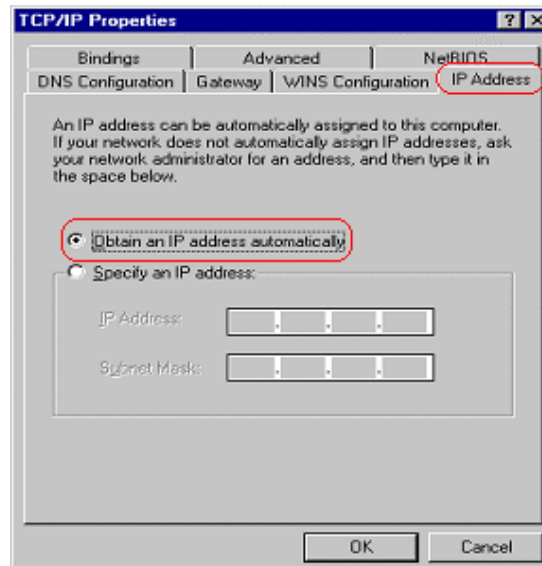 TCP/IP Properties
Bindings
Advanced
NetBIOS
DNS Configuration
Gateway
WINS Configuration
IP Address
An IP address can be automatically assigned to this computer.
If your network does not automatically assign IP addresses, ask
your network administrator for an address, and then type it in
the space below.
Obtain an IP address automatically
Specify an IP address:
IP Address:
Subnet Mask:
OK
Cancel